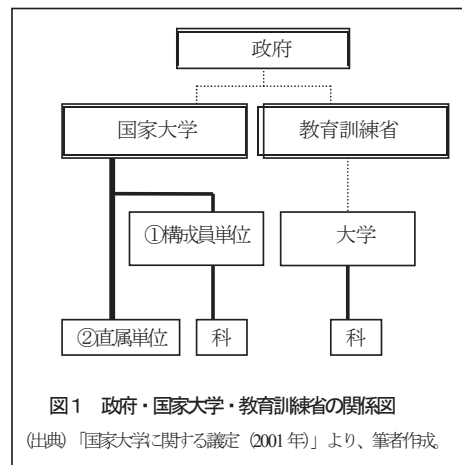 政府
国家大学
教育訓練省
①構成員単位
大学
②直属単位
科
科
図1 政府・国家大学・教育訓練省の関係図
(出典)「国家大学に関する議定(2001年)」より、筆者作成。